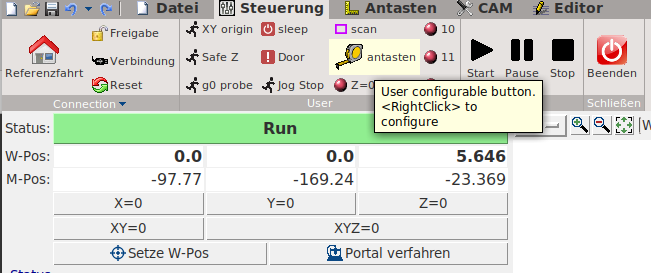 Datei Steuerung Antasten CAM Editor
Referenzfahrt Freigabe XY origin sleep scan 10 Start Pause Stop Beenden
Verbindung Safe Z Door antasten 11
Reset g0 probe Jog Stop Z=0
Connection User Schließen
User configurable button.
<RightClick> to
configure
Status: Run
W-Pos: 0.0 0.0 5.646
M-Pos: -97.77 -169.24 -23.369
X=0 Y=0 Z=0
XY=0 XYZ=0
Setze W-Pos Portal verfahren
Status